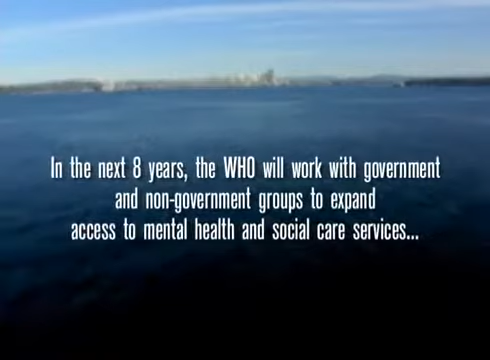 In the next 8 years, the WHO will work with government
and non-government groups to expand
access to mental health and social care services...